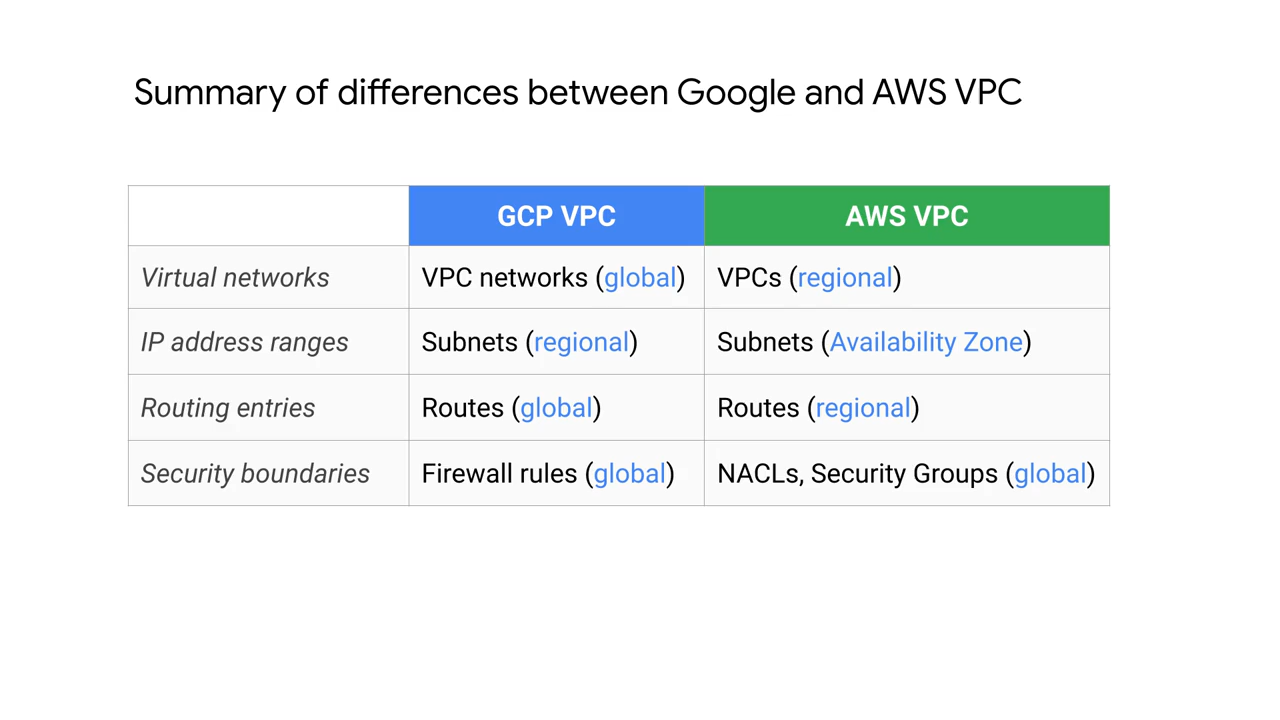 Summary of differences between Google and AWS VPC
GCP VPC AWS VPC
Virtual networks VPC networks (global) VPCs (regional)
IP address ranges Subnets (regional) Subnets (Availability Zone)
Routing entries Routes (global) Routes (regional)
Security boundaries Firewall rules (global) NACLs, Security Groups (global)